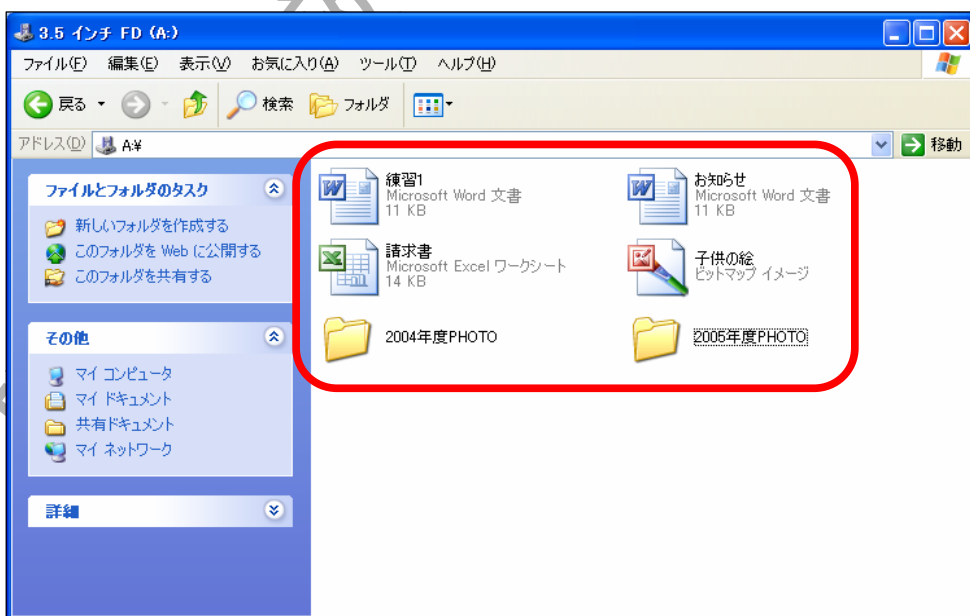 3.5 インチ FD (A:)
ファイル(F) 編集(E) 表示(V) お気に入り(A) ツール(T) ヘルプ(H)
戻る 検索 フォルダ
アドレス(D) A:¥ 移動
ファイルとフォルダのタスク
新しいフォルダを作成する
このフォルダを Web に公開する
このフォルダを共有する
その他
マイ コンピュータ
マイ ドキュメント
共有ドキュメント
マイ ネットワーク
詳細
練習1
Microsoft Word 文書
11 KB
お知らせ
Microsoft Word 文書
11 KB
請求書
Microsoft Excel ワークシート
14 KB
子供の絵
ビットマップ イメージ
2004年度PHOTO
2005年度PHOTO